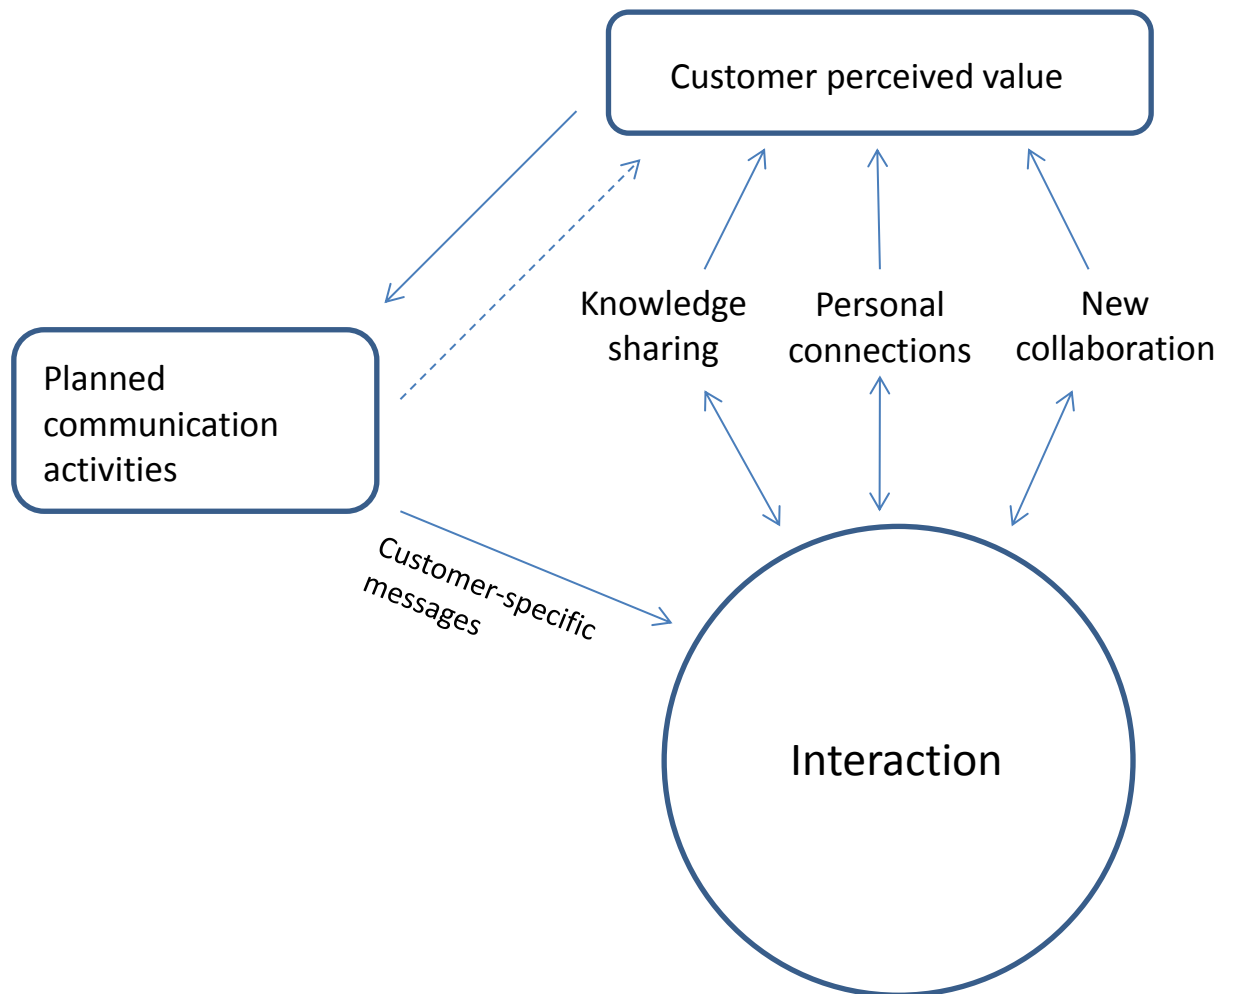 Customer perceived value
Knowledge
sharing
Personal
connections
New
collaboration
Planned
communication
activities
Customer-specific
messages
Interaction